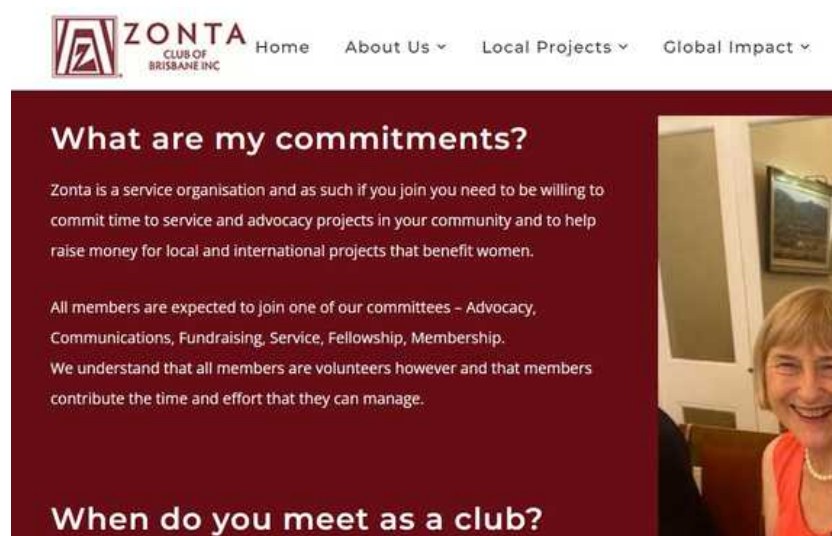 ZONTA
CLUB OF
BRISBANE INC
Home About Us Local Projects Global Impact
What are my commitments?
Zonta is a service organisation and as such if you join you need to be willing to
commit time to service and advocacy projects in your community and to help
raise money for local and international projects that benefit women.
All members are expected to join one of our committees – Advocacy,
Communications, Fundraising, Service, Fellowship, Membership.
We understand that all members are volunteers however and that members
contribute the time and effort that they can manage.
When do you meet as a club?